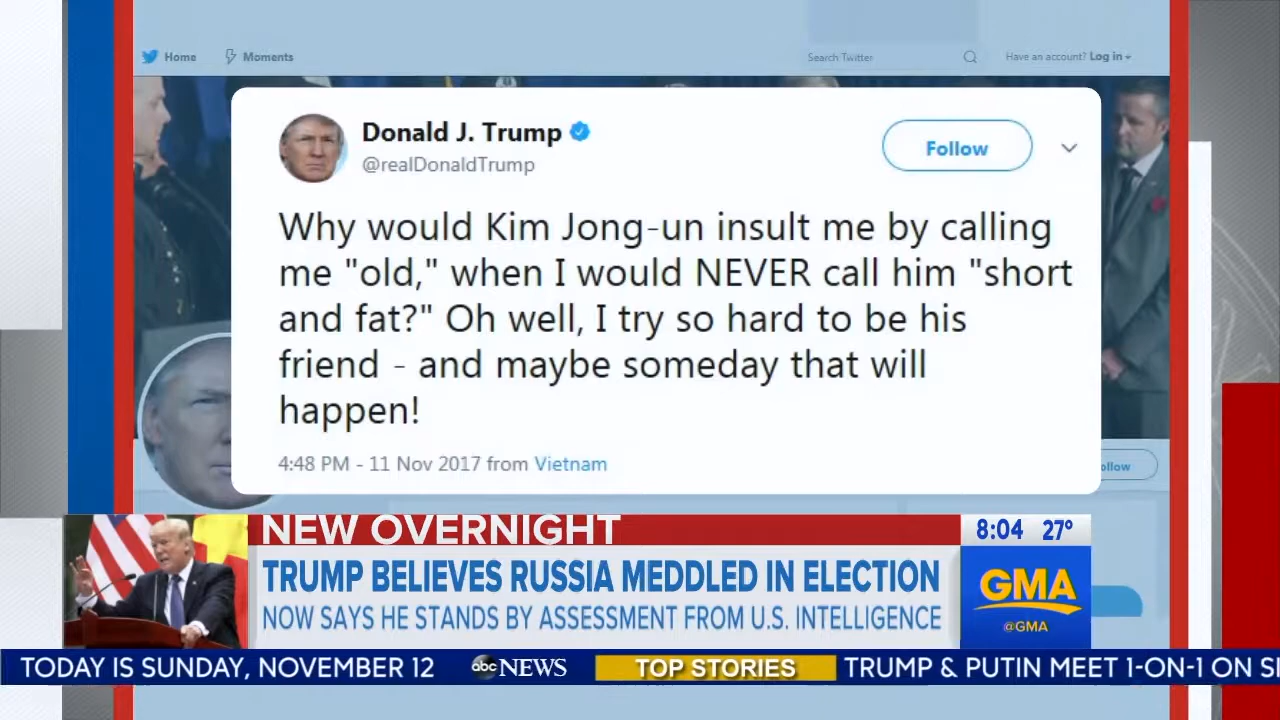 Home
Moments
Search Twitter
Have an account? Log in
Donald J. Trump
@realDonaldTrump
Follow
Why would Kim Jong-un insult me by calling
me "old," when I would NEVER call him "short
and fat?" Oh well, I try so hard to be his
friend - and maybe someday that will
happen!
4:48 PM - 11 Nov 2017 from Vietnam
ollow
NEW OVERNIGHT
8:04 27°
TRUMP BELIEVES RUSSIA MEDDLED IN ELECTION
NOW SAYS HE STANDS BY ASSESSMENT FROM U.S. INTELLIGENCE
GMA
@GMA
TODAY IS SUNDAY, NOVEMBER 12 abc NEWS TOP STORIES TRUMP & PUTIN MEET 1-ON-1 ON SI